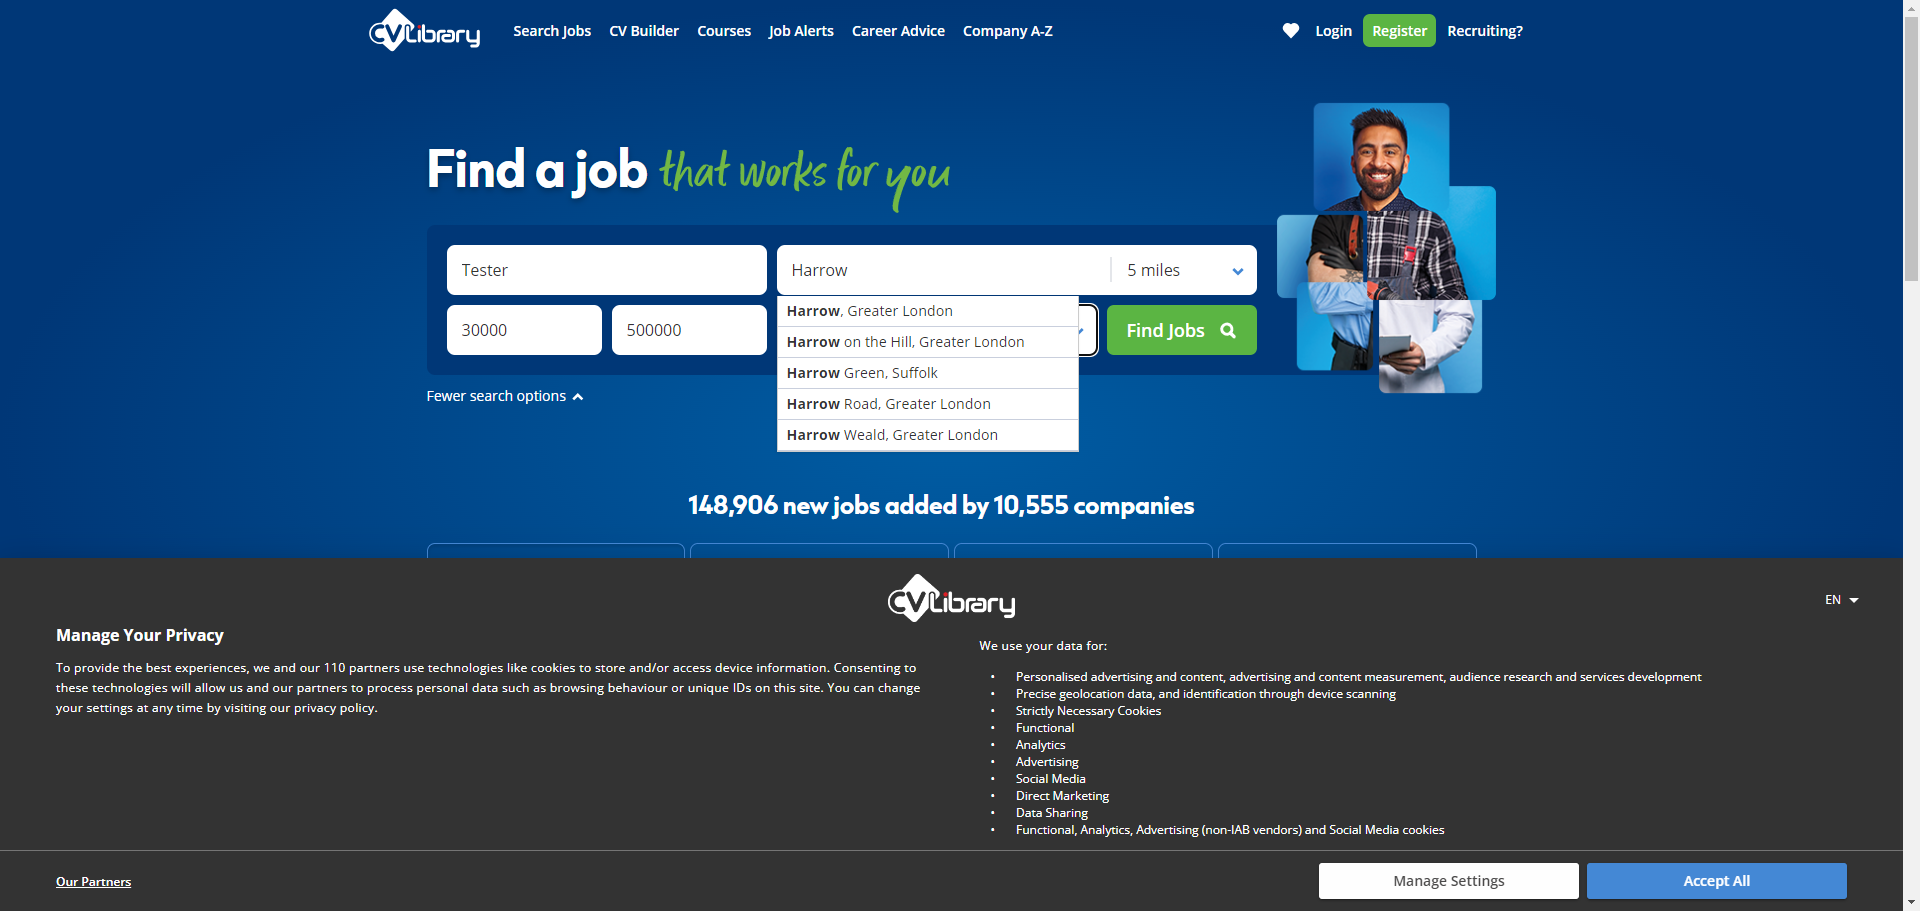 CV Library
Search Jobs CV Builder Courses Job Alerts Career Advice Company A-Z
Login Register Recruiting?
Find a job that works for you
Tester
Harrow
5 miles
30000
500000
Harrow, Greater London
Harrow on the Hill, Greater London
Harrow Green, Suffolk
Harrow Road, Greater London
Harrow Weald, Greater London
Find Jobs
Fewer search options
148,906 new jobs added by 10,555 companies
CV Library
EN
Manage Your Privacy
To provide the best experiences, we and our 110 partners use technologies like cookies to store and/or access device information. Consenting to
these technologies will allow us and our partners to process personal data such as browsing behaviour or unique IDs on this site. You can change
your settings at any time by visiting our privacy policy.
We use your data for:
• Personalised advertising and content, advertising and content measurement, audience research and services development
• Precise geolocation data, and identification through device scanning
• Strictly Necessary Cookies
• Functional
• Analytics
• Advertising
• Social Media
• Direct Marketing
• Data Sharing
• Functional, Analytics, Advertising (non-IAB vendors) and Social Media cookies
Our Partners
Manage Settings
Accept All